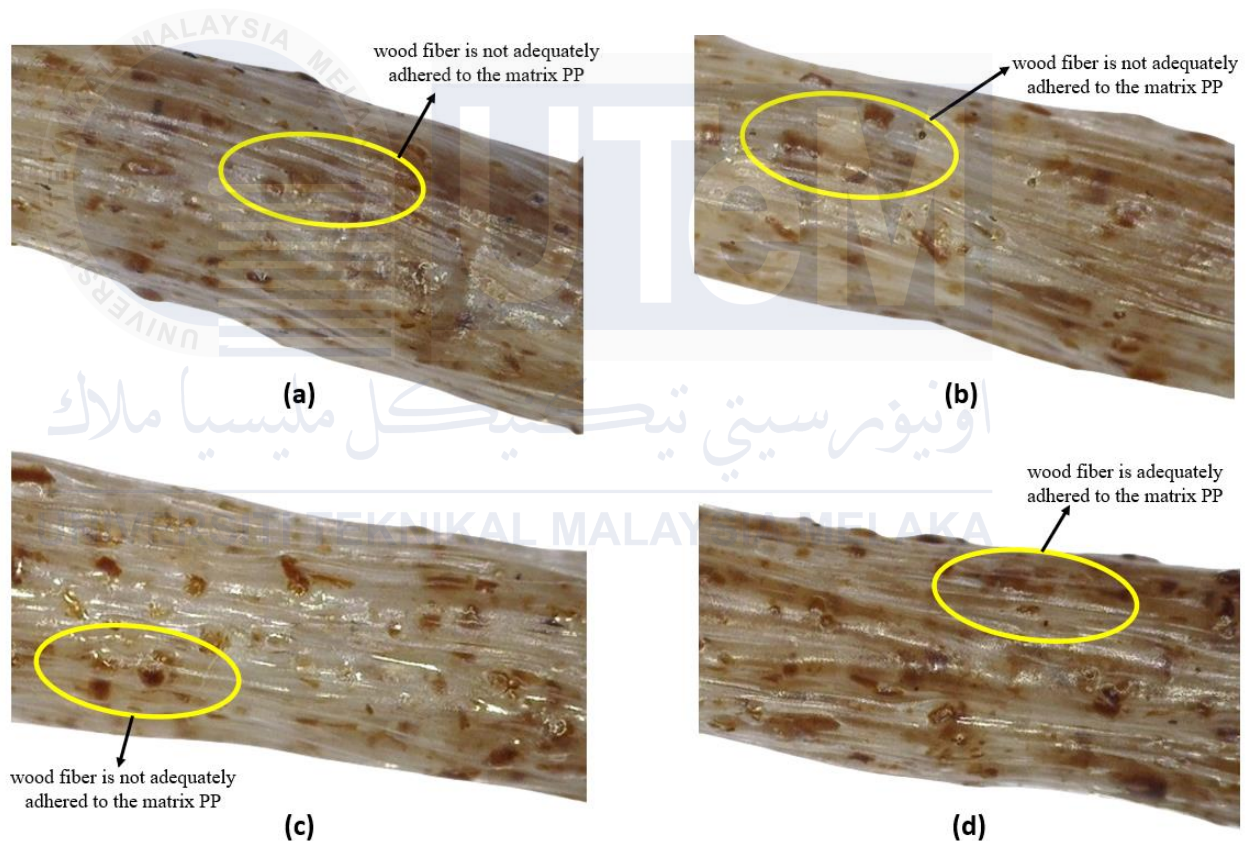 wood fiber is not adequately
adhered to the matrix PP
wood fiber is not adequately
adhered to the matrix PP
(a)
(b)
UTeM
اونيۏرسيتي تيكنيكل مليسيا ملاك
UNIVERSITI TEKNIKAL MALAYSIA MELAKA
wood fiber is adequately
adhered to the matrix PP
wood fiber is not adequately
adhered to the matrix PP
(c)
(d)